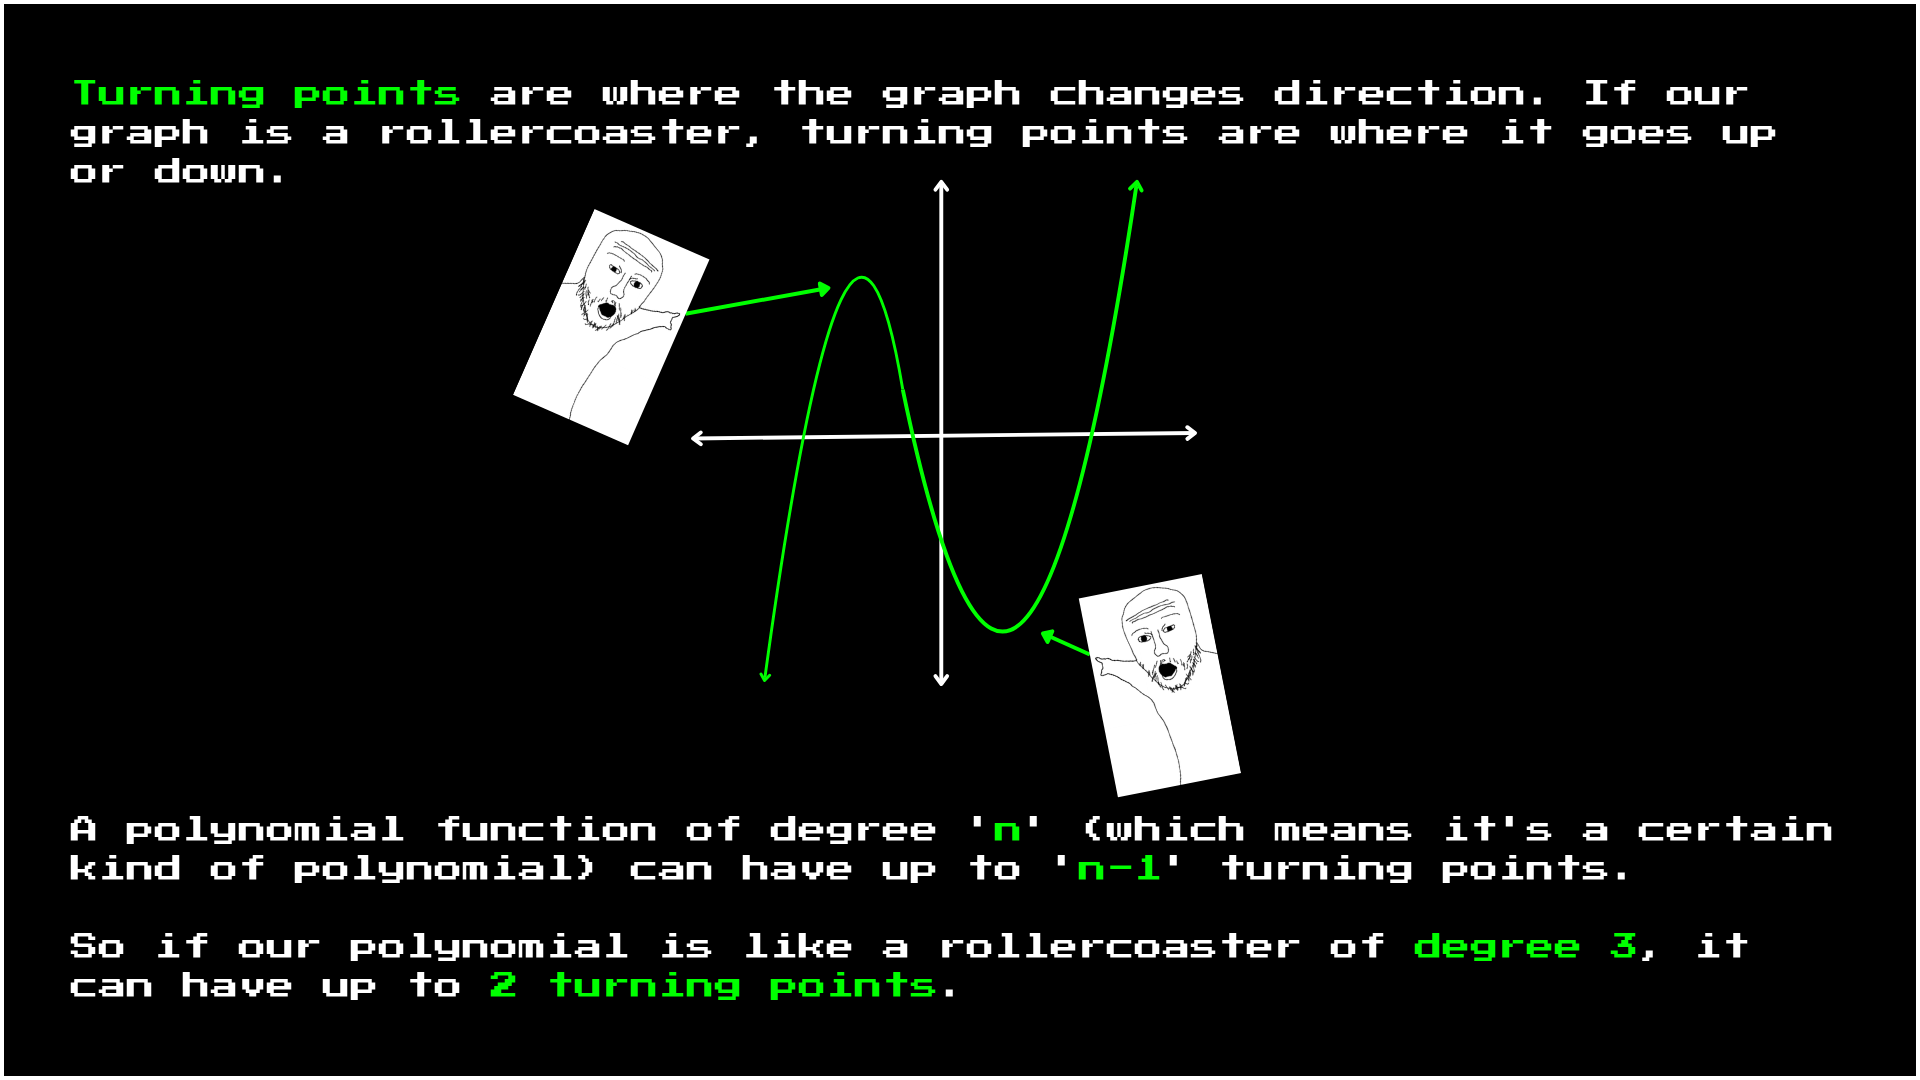 Turning points are where the graph changes direction. If our
graph is a rollercoaster, turning points are where it goes up
or down.
A polynomial function of degree 'n' (which means it's a certain
kind of polynomial) can have up to 'n-1' turning points.
So if our polynomial is like a rollercoaster of degree 3, it
can have up to 2 turning points.